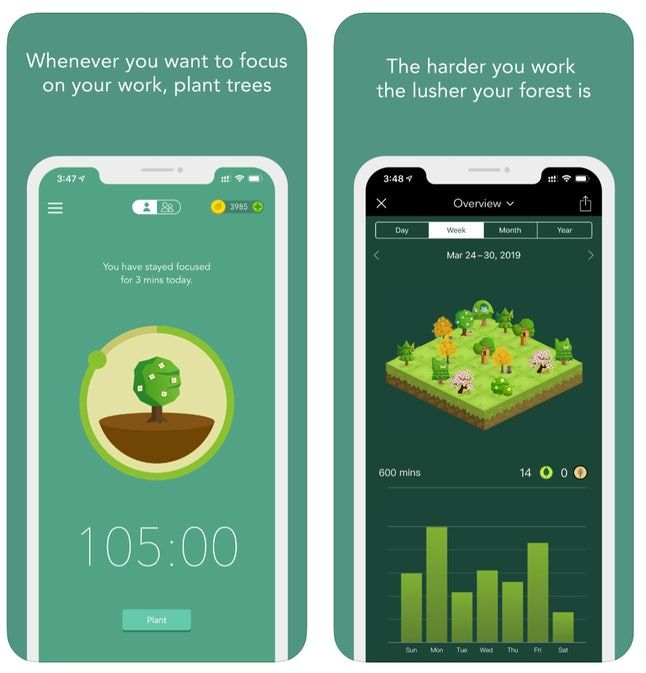 Whenever you want to focus
on your work, plant trees
3:47
3985
You have stayed focused
for 3 mins today.
105:00
Plant
The harder you work
the lusher your forest is
3:48
Overview
Day Week Month Year
Mar 24–30, 2019
600 mins 14 0
Sun Mon Tue Wed Thu Fri Sat